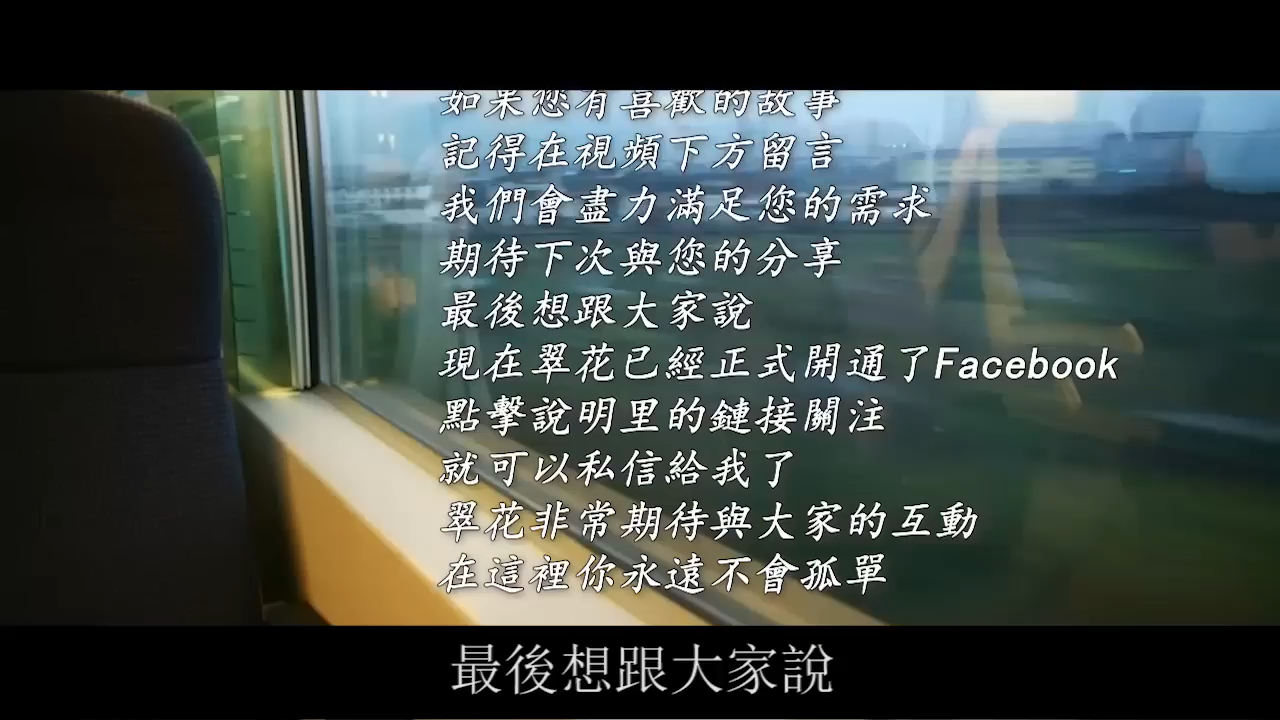 如果您有喜歡的故事
記得在視頻下方留言
我們會盡力滿足您的需求
期待下次與您的分享
最後想跟大家說
現在翠花已經正式開通了Facebook
點擊說明里的鏈接關注
就可以私信給我了
翠花非常期待與大家的互動
在這裡你永遠不會孤單
最後想跟大家說